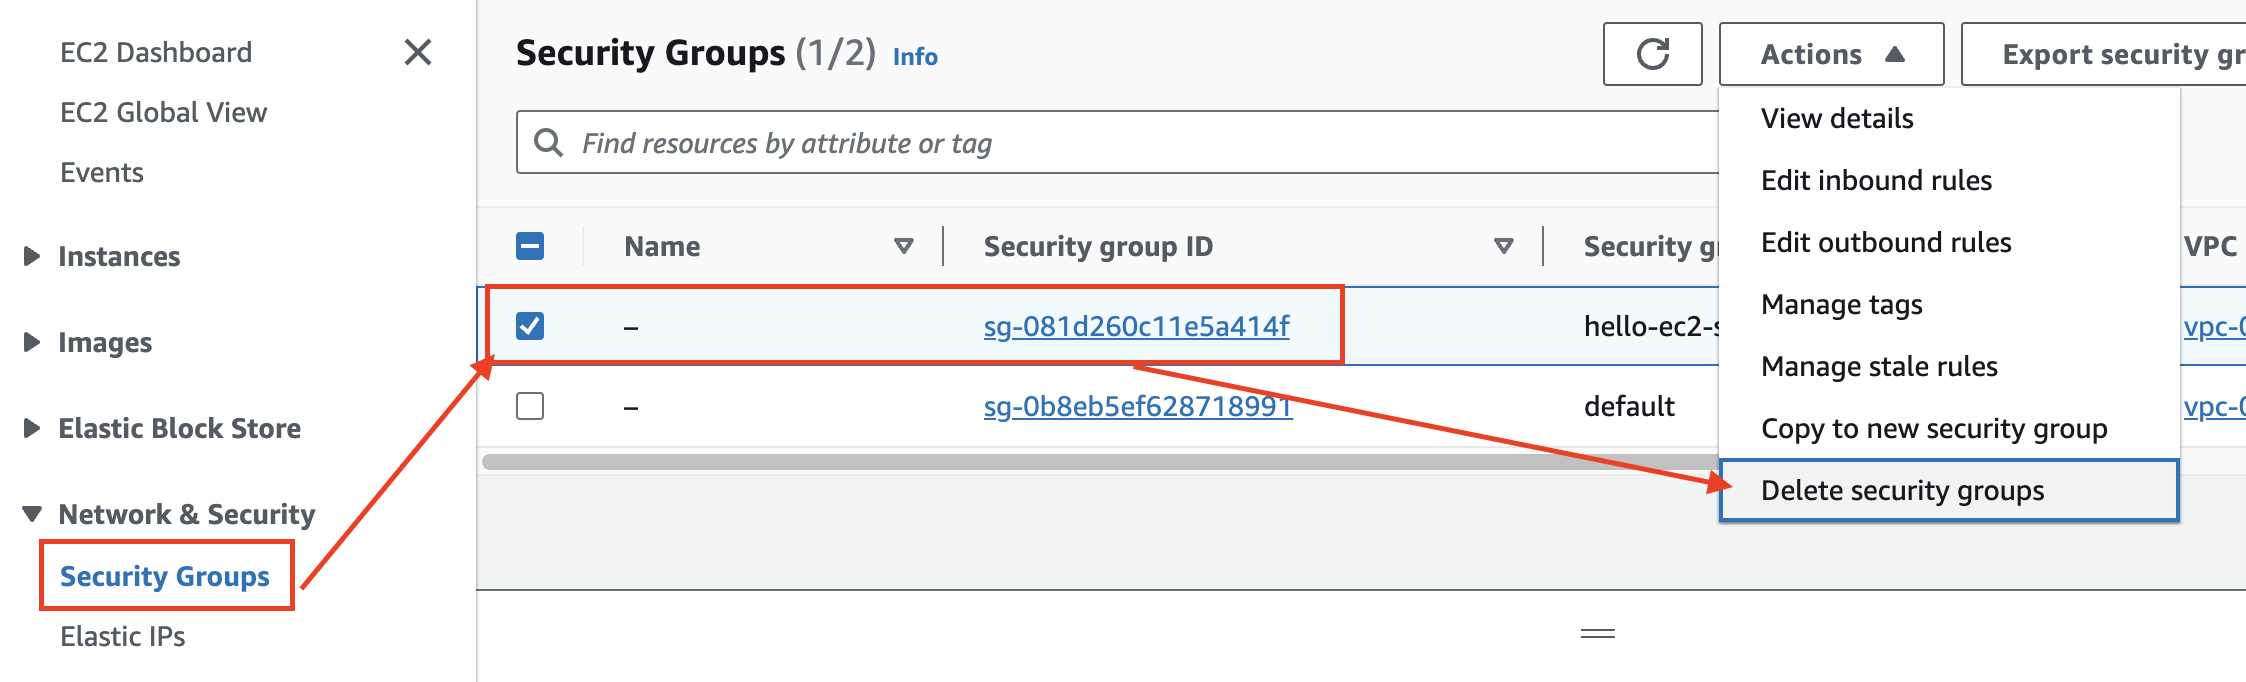 EC2 Dashboard
EC2 Global View
Events
Instances
Images
Elastic Block Store
Network & Security
Security Groups
Elastic IPs
Security Groups (1/2) Info
Actions
Export security gr
Find resources by attribute or tag
View details
Edit inbound rules
Edit outbound rules
Manage tags
Manage stale rules
Copy to new security group
Delete security groups
Name Security group ID Security gr VPC
– sg-081d260c11e5a414f hello-ec2-s vpc-0
– sg-0b8eb5ef628718991 default vpc-0